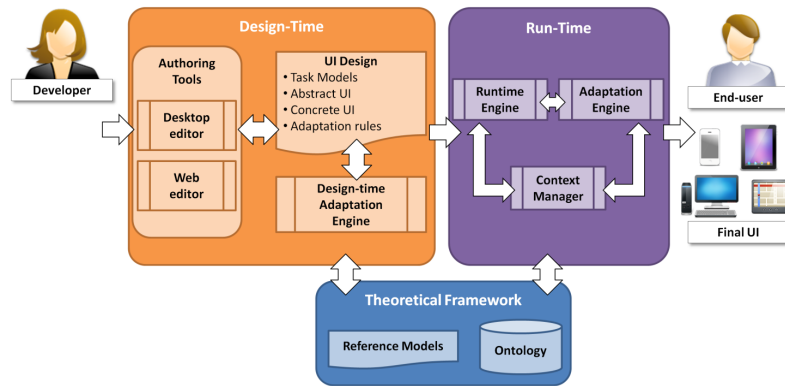 Developer
Design-Time
Authoring
Tools
Desktop
editor
Web
editor
UI Design
• Task Models
• Abstract UI
• Concrete UI
• Adaptation rules
Design-time
Adaptation
Engine
Run-Time
Runtime
Engine
Adaptation
Engine
Context
Manager
End-user
Final UI
Theoretical Framework
Reference Models
Ontology